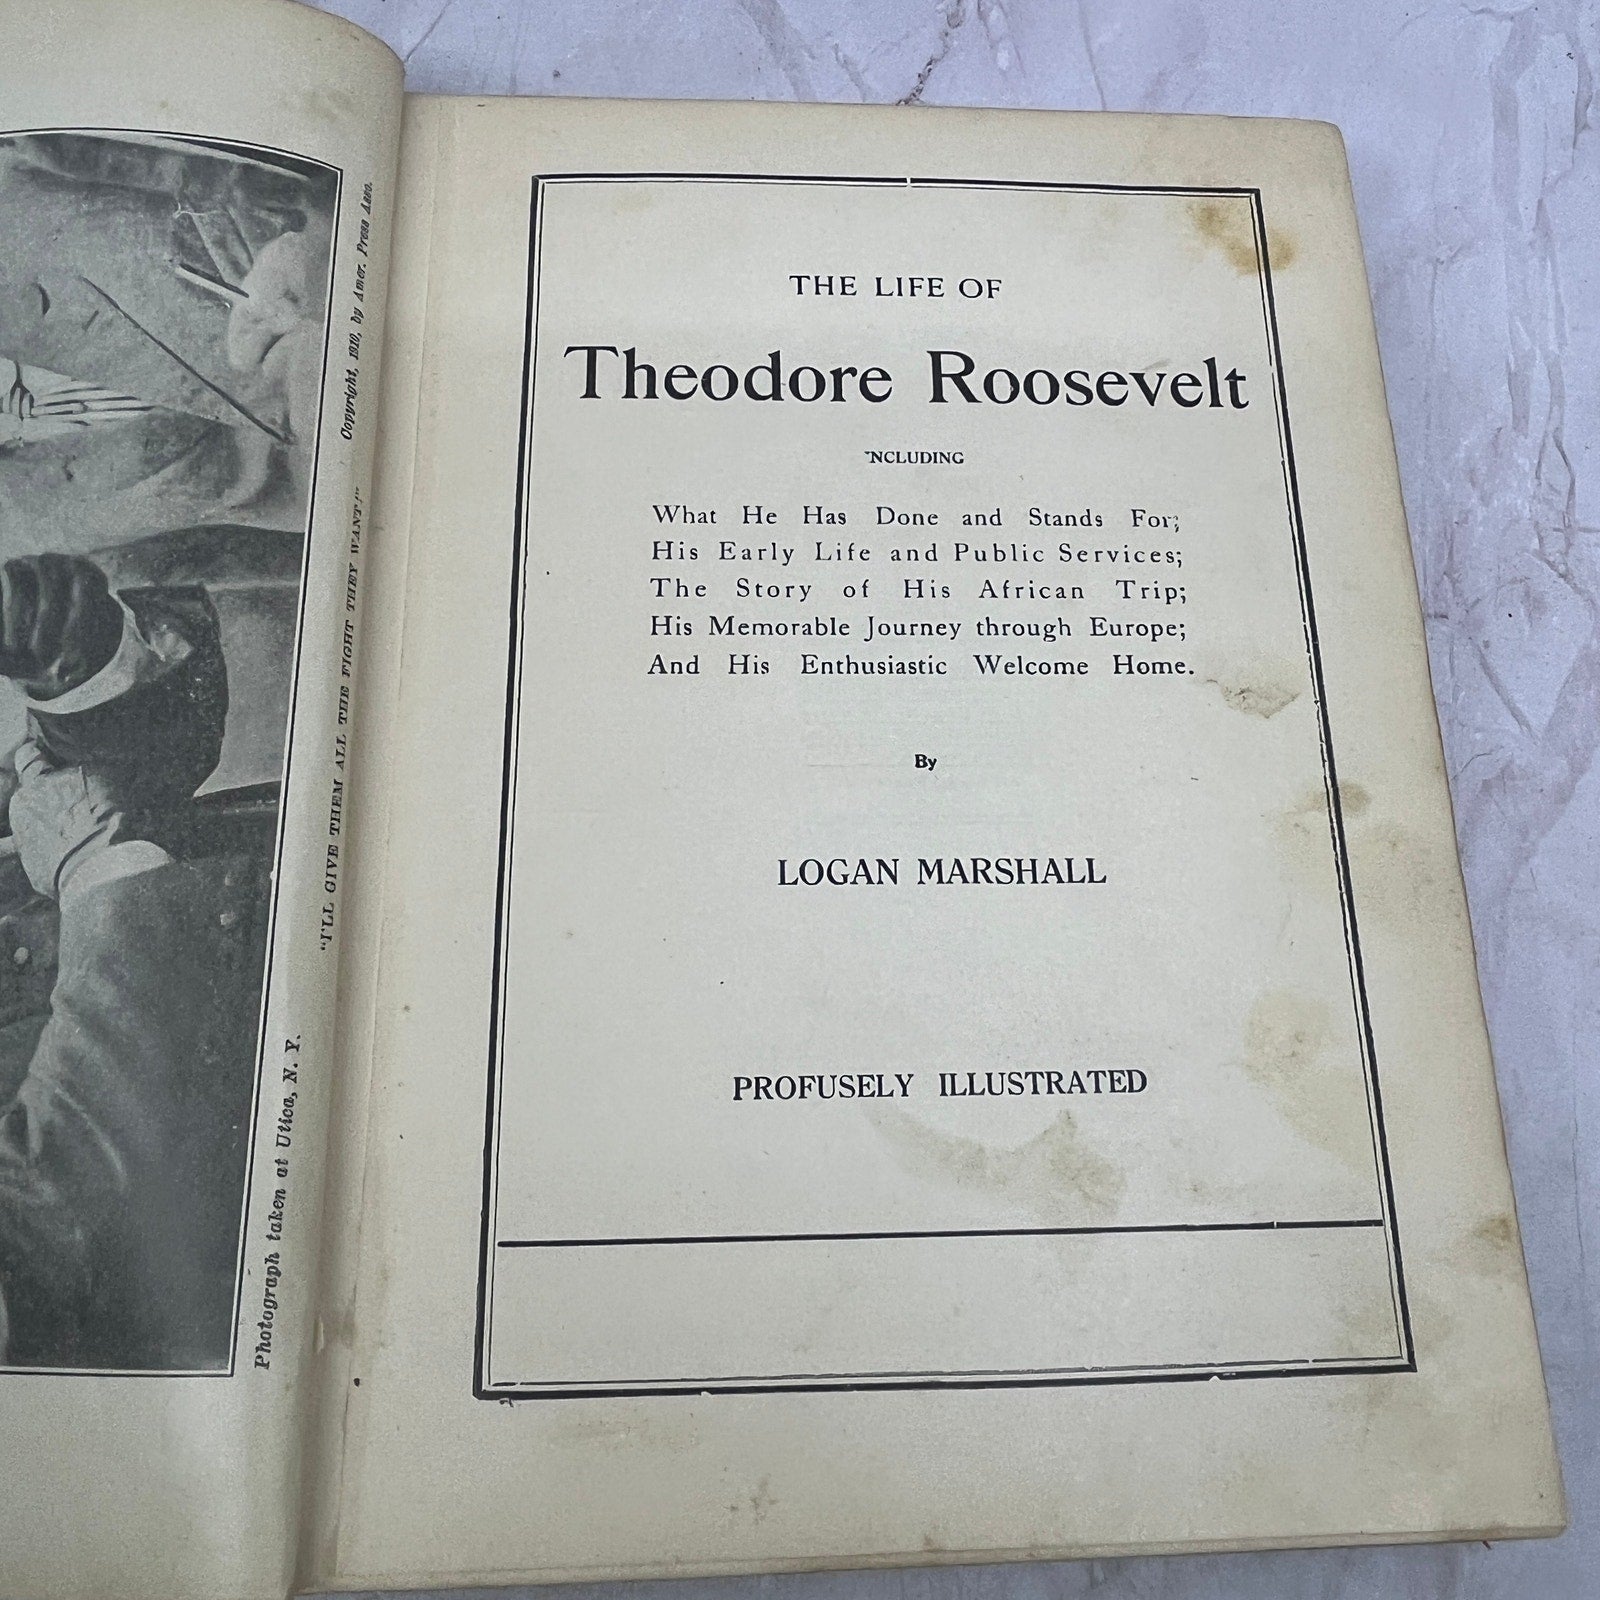 Copyright, 1910, by Amer. Press Asso.
"I'LL GIVE THEM ALL THE FIGHT THEY WANT!"
Photograph taken at Utica, N. Y.
THE LIFE OF
Theodore Roosevelt
INCLUDING
What He Has Done and Stands For;
His Early Life and Public Services;
The Story of His African Trip;
His Memorable Journey through Europe;
And His Enthusiastic Welcome Home.
By
LOGAN MARSHALL
PROFUSELY ILLUSTRATED